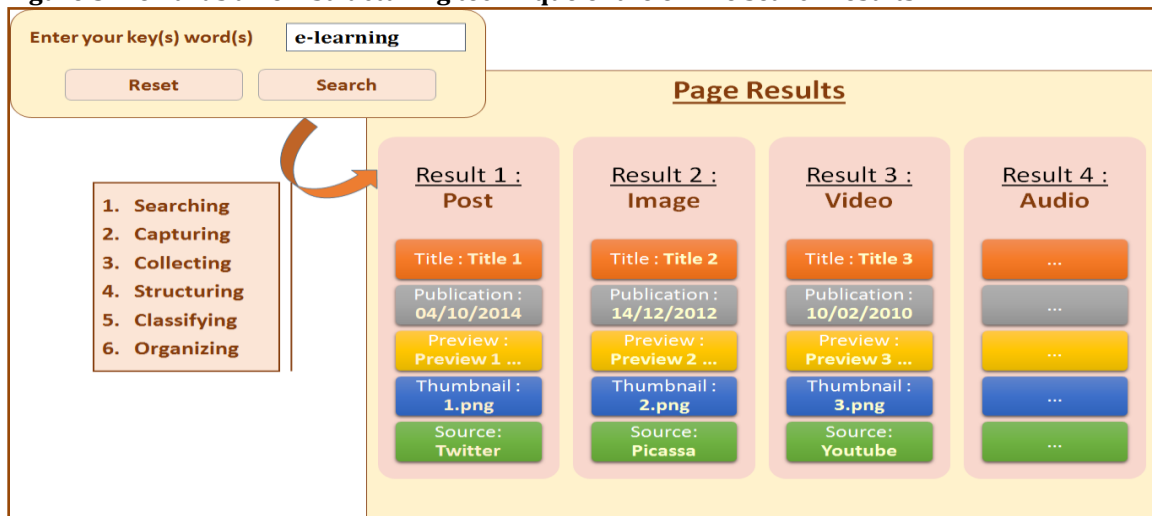 Enter your key(s) word(s)
e-learning
Reset
Search
1. Searching
2. Capturing
3. Collecting
4. Structuring
5. Classifying
6. Organizing
Page Results
Result 1 :
Post
Title : Title 1
Publication :
04/10/2014
Preview :
Preview 1 ...
Thumbnail :
1.png
Source:
Twitter
Result 2 :
Image
Title : Title 2
Publication :
14/12/2012
Preview :
Preview 2 ...
Thumbnail :
2.png
Source:
Picassa
Result 3 :
Video
Title : Title 3
Publication :
10/02/2010
Preview :
Preview 3 ...
Thumbnail :
3.png
Source:
Youtube
Result 4 :
Audio
...
...
...
...
...